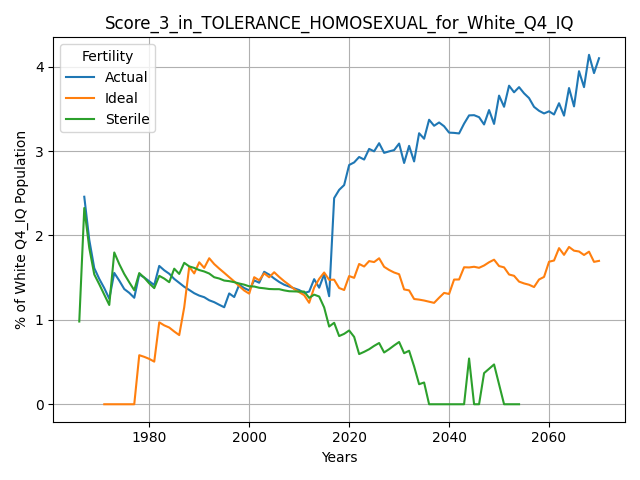 Score_3_in_TOLERANCE_HOMOSEXUAL_for_White_Q4_IQ
Fertility
Actual
Ideal
Sterile
% of White Q4_IQ Population
4
3
2
1
0
1980 2000 2020 2040 2060
Years